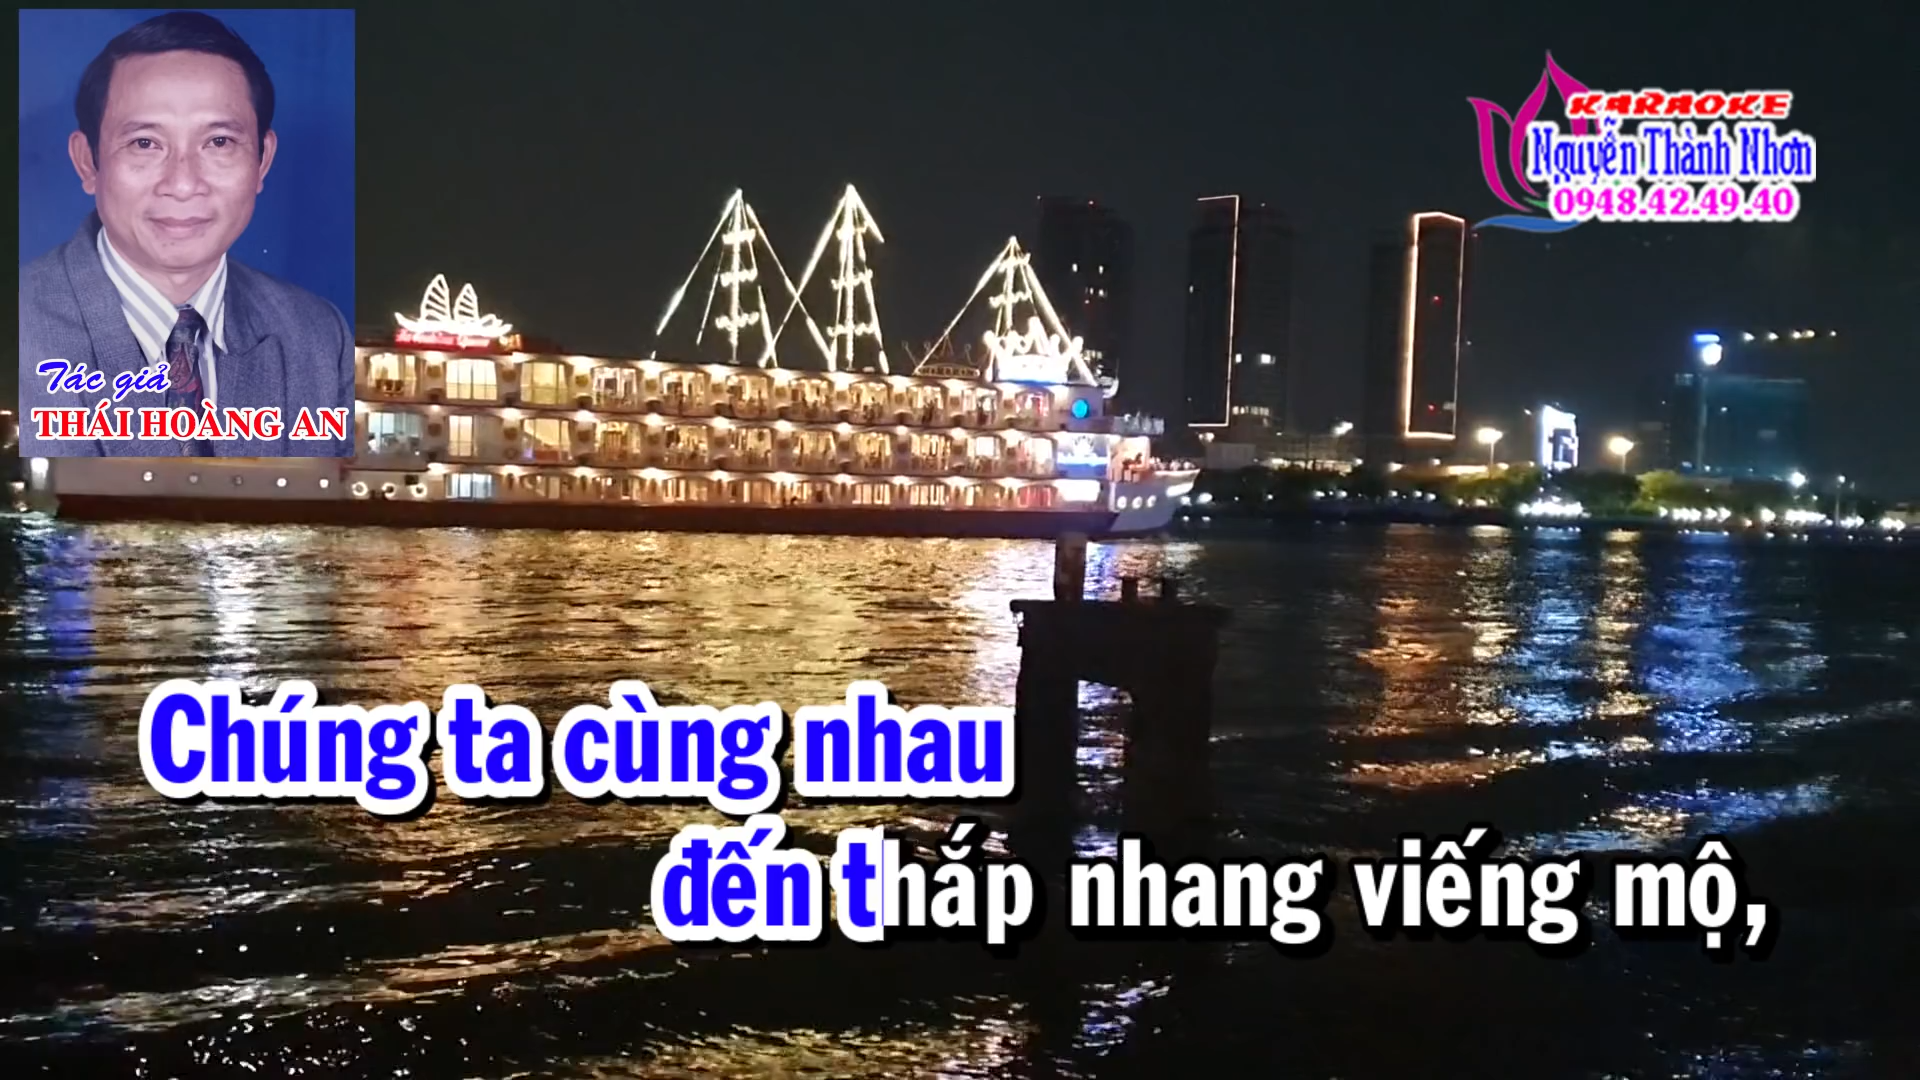 Tác giả
THÁI HOÀNG AN
KARAOKE
Nguyễn Thành Nhơn
0948.42.49.40
Chúng ta cùng nhau
đến thắp nhang viếng mộ,